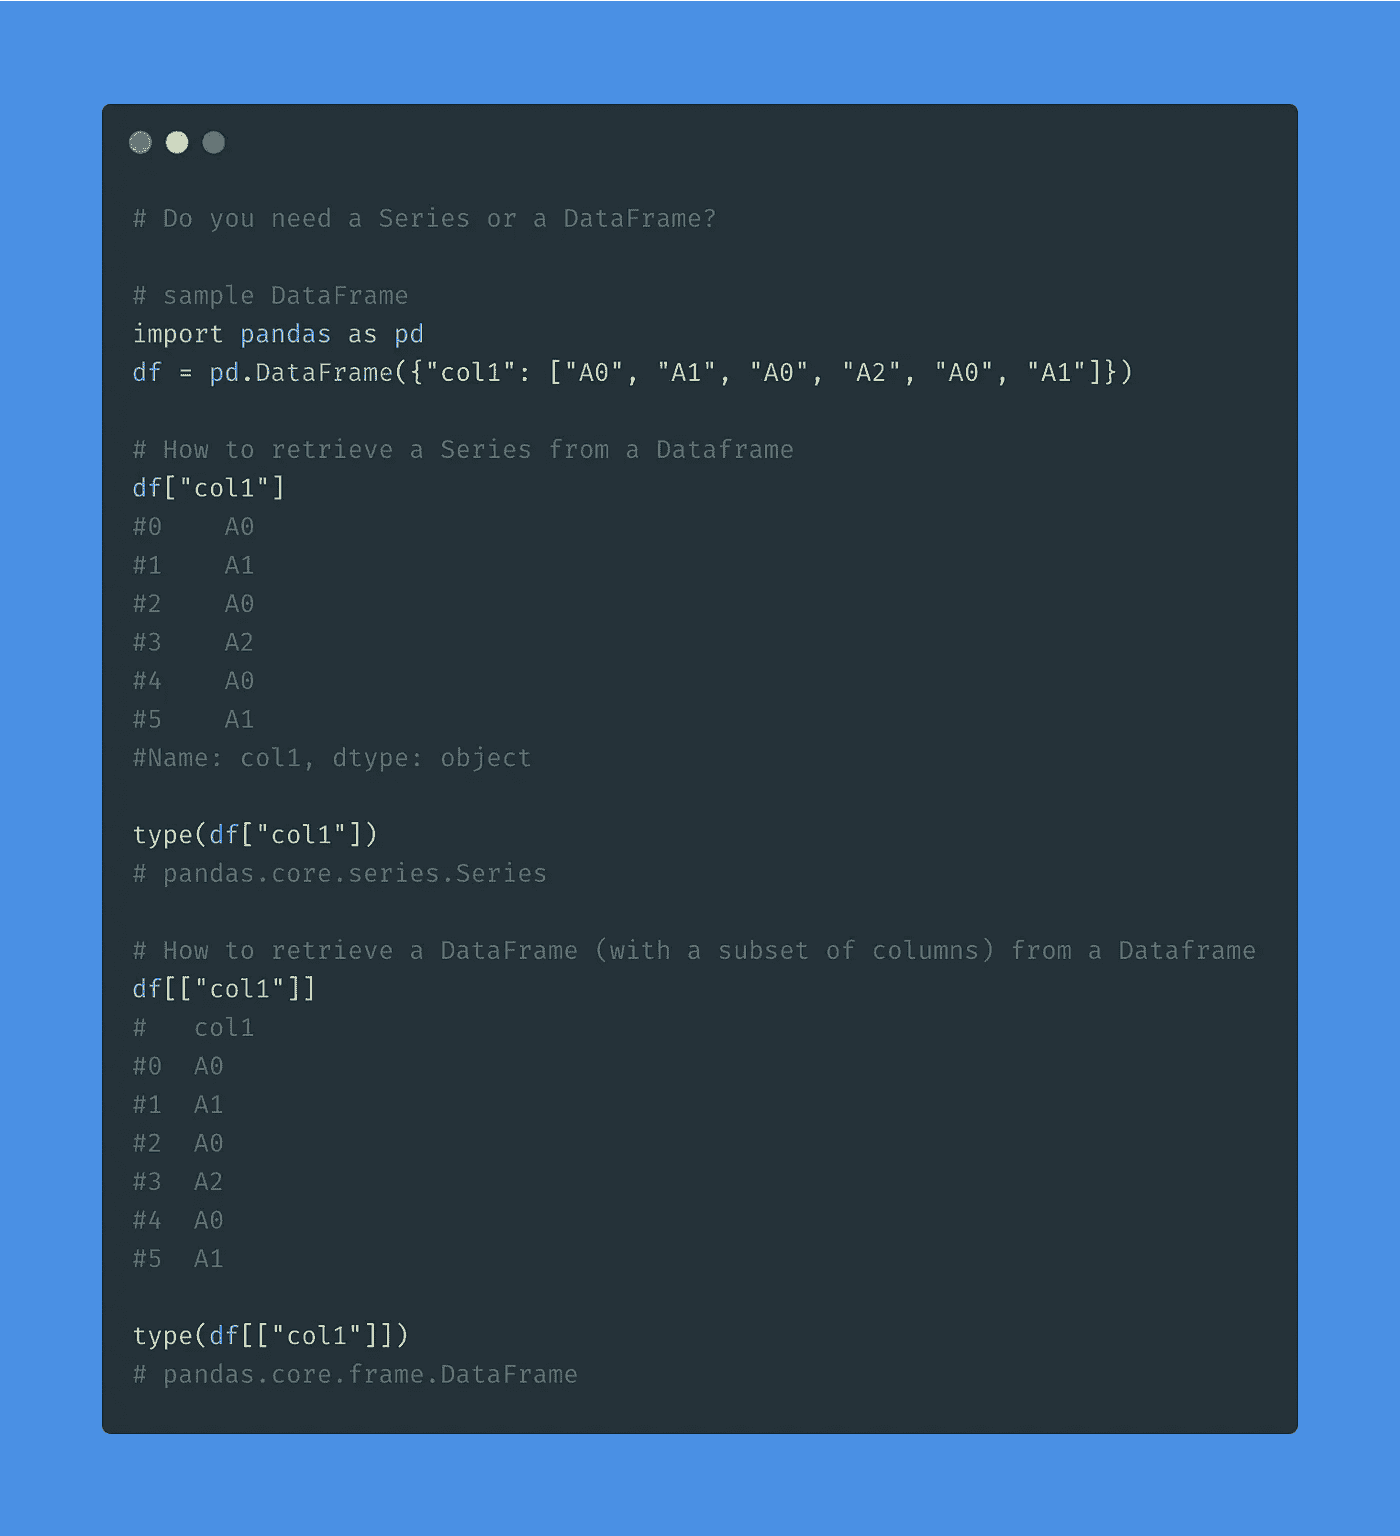 # Do you need a Series or a DataFrame?
# sample DataFrame
import pandas as pd
df = pd.DataFrame({"col1": ["A0", "A1", "A0", "A2", "A0", "A1"]})
# How to retrieve a Series from a Dataframe
df["col1"]
#0    A0
#1    A1
#2    A0
#3    A2
#4    A0
#5    A1
#Name: col1, dtype: object
type(df["col1"])
# pandas.core.series.Series
# How to retrieve a DataFrame (with a subset of columns) from a Dataframe
df[["col1"]]
#   col1
#0  A0
#1  A1
#2  A0
#3  A2
#4  A0
#5  A1
type(df[["col1"]])
# pandas.core.frame.DataFrame